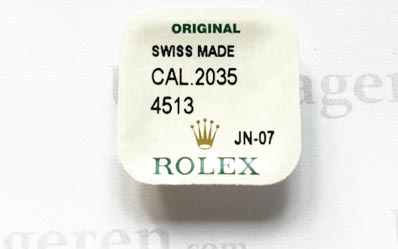 ORIGINAL
SWISS MADE
CAL.2035
4513
JN-07
ROLEX